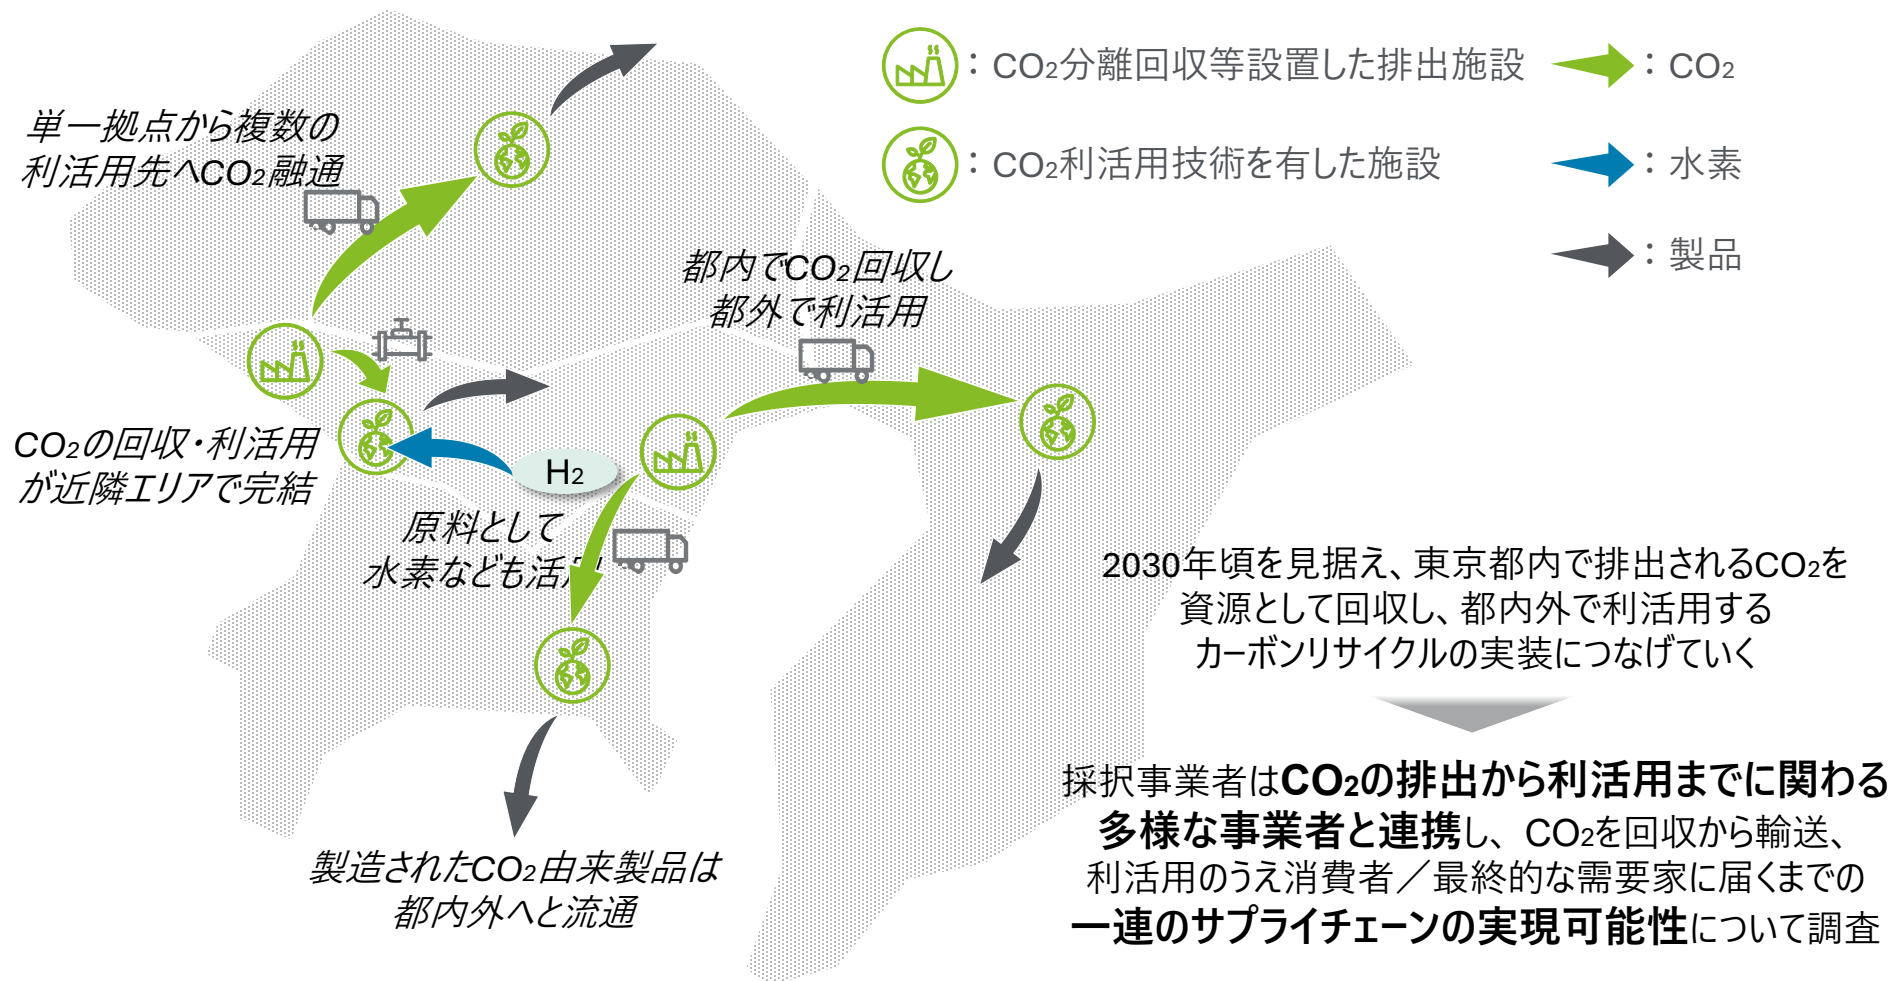 ：CO₂分離回収等設置した排出施設
：CO₂
：CO₂利活用技術を有した施設
：水素
：製品
単一拠点から複数の
利活用先へCO₂融通
都内でCO₂回収し
都外で利活用
CO₂の回収・利活用
が近隣エリアで完結
H₂
原料として
水素なども活用
製造されたCO₂由来製品は
都内外へと流通
2030年頃を見据え、東京都内で排出されるCO₂を
資源として回収し、都内外で利活用する
カーボンリサイクルの実装につなげていく
採択事業者はCO₂の排出から利活用までに関わる
多様な事業者と連携し、CO₂を回収から輸送、
利活用のうえ消費者／最終的な需要家に届くまでの
一連のサプライチェーンの実現可能性について調査